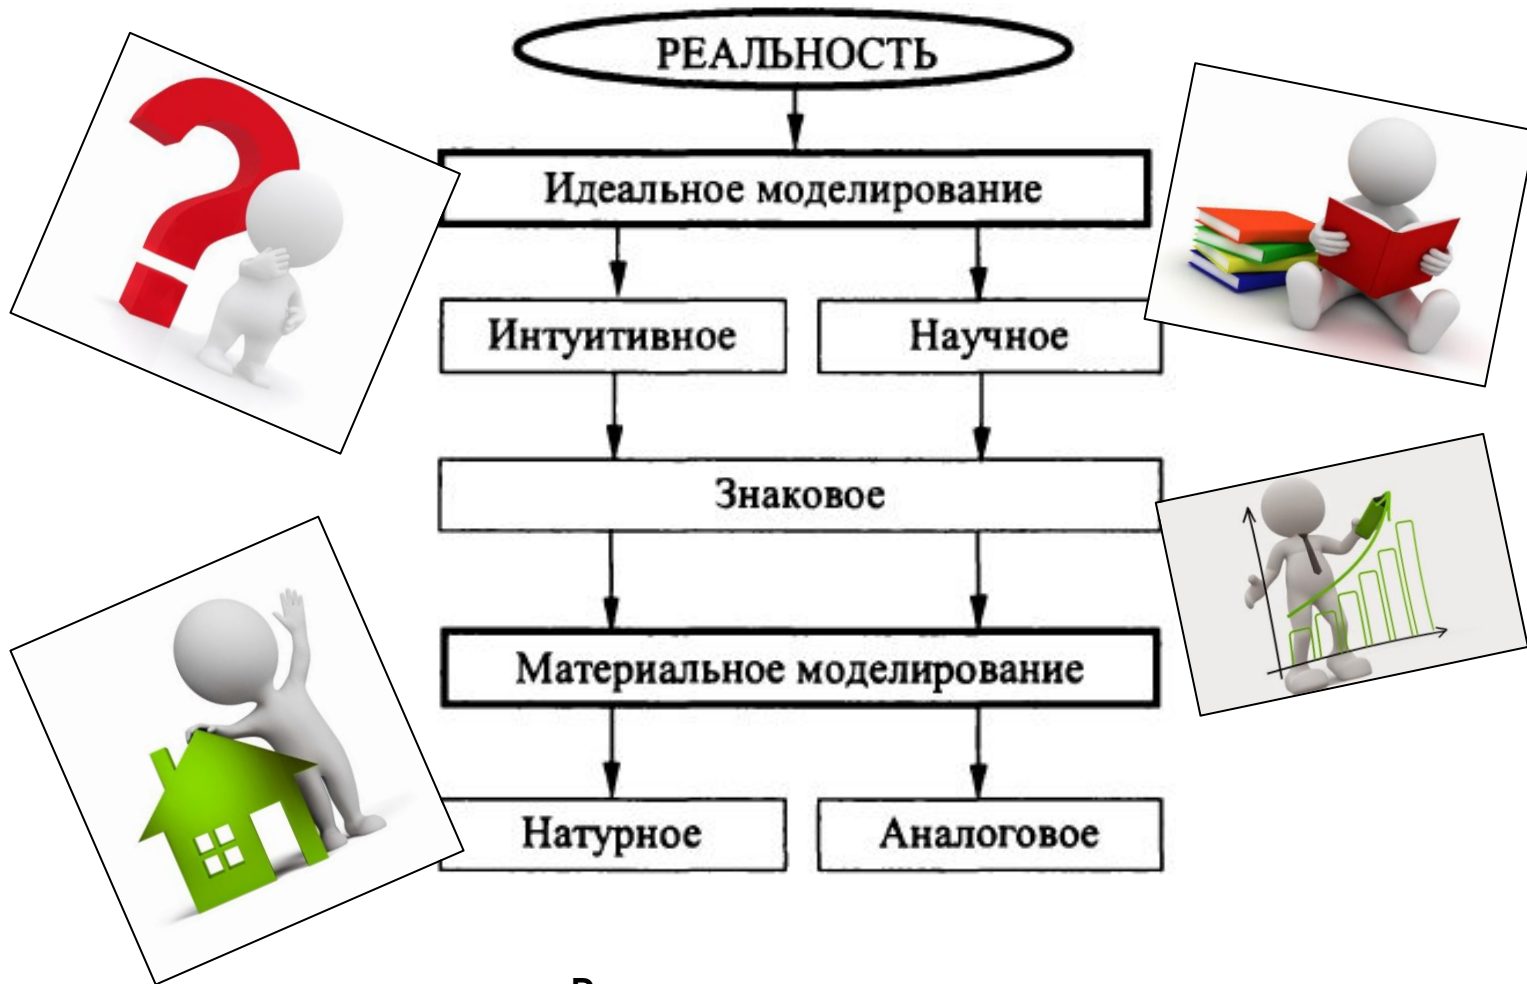 РЕАЛЬНОСТЬ
Идеальное моделирование
Интуитивное
Научное
Знаковое
Материальное моделирование
Натурное
Аналоговое